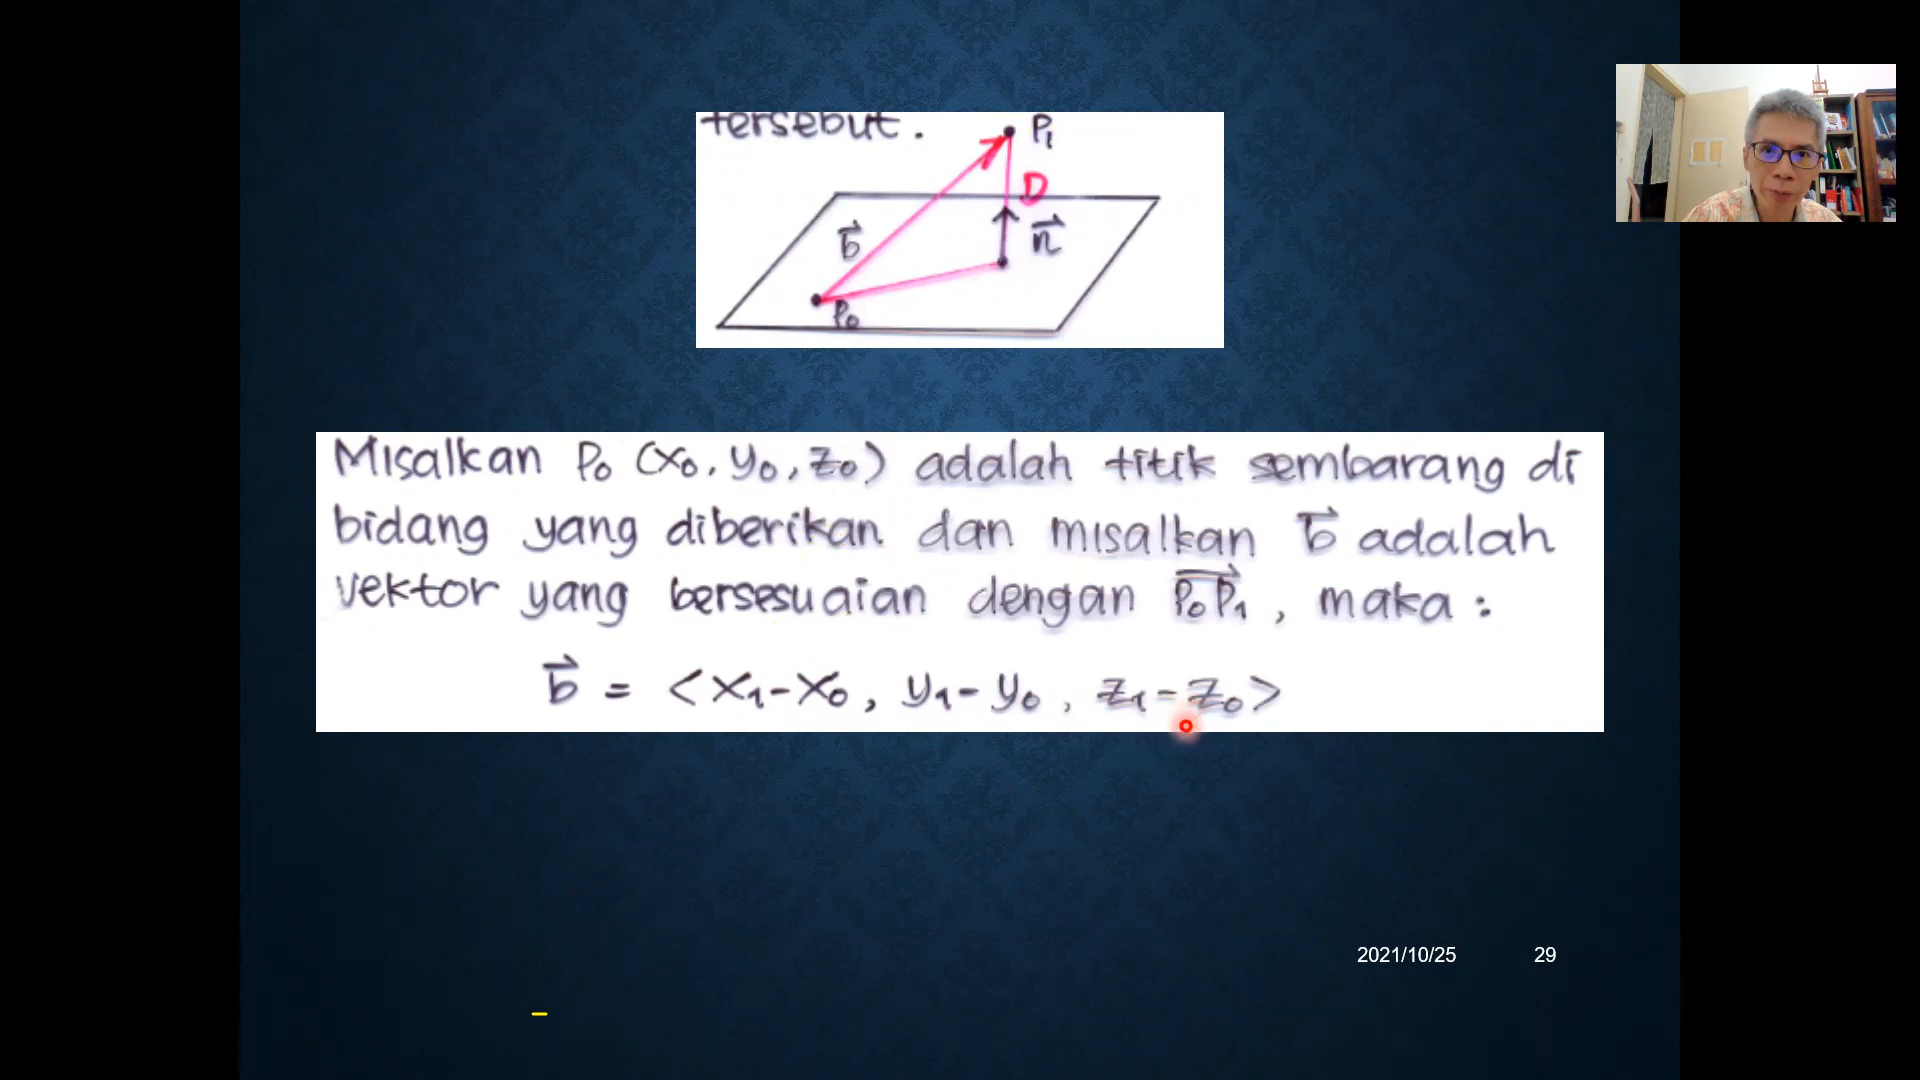 tersebut.
P₁
D
b⃗
n⃗
P₀
Misalkan P₀ (x₀, y₀, z₀) adalah titik sembarang di
bidang yang diberikan dan misalkan b⃗ adalah
vektor yang bersesuaian dengan P₀P₁⃗, maka :
b⃗ = <x₁-x₀, y₁-y₀, z₁-z₀>
2021/10/25 29